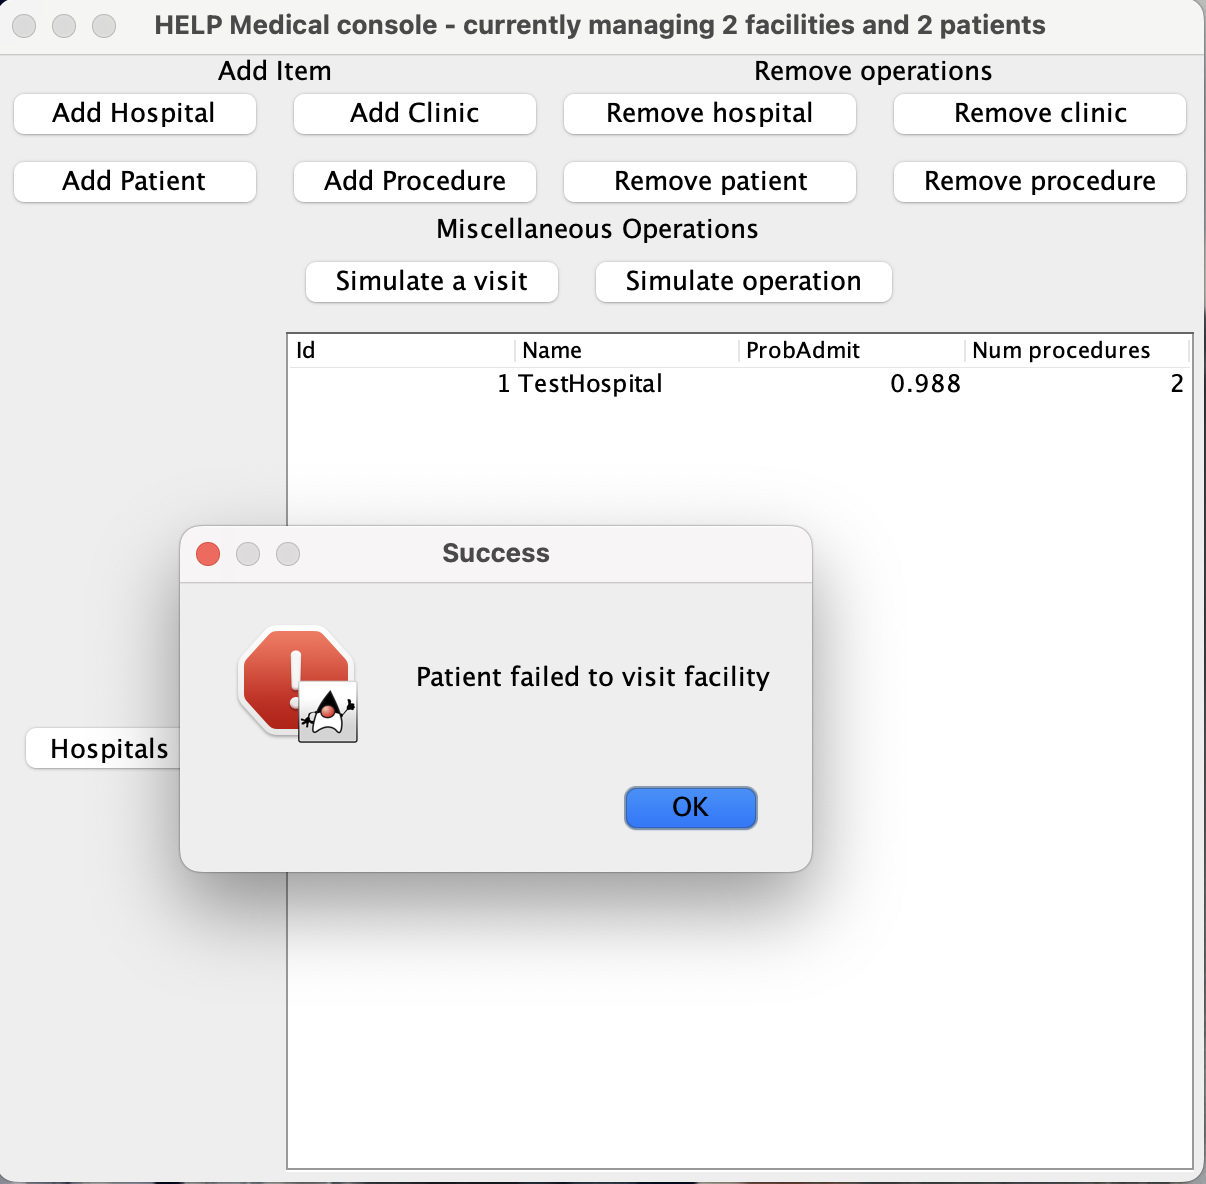 HELP Medical console - currently managing 2 facilities and 2 patients
Add Item Remove operations
Add Hospital Add Clinic Remove hospital Remove clinic
Add Patient Add Procedure Remove patient Remove procedure
Miscellaneous Operations
Simulate a visit Simulate operation
Id Name ProbAdmit Num procedures
1 TestHospital 0.988 2
Success
Patient failed to visit facility
Hospitals
OK